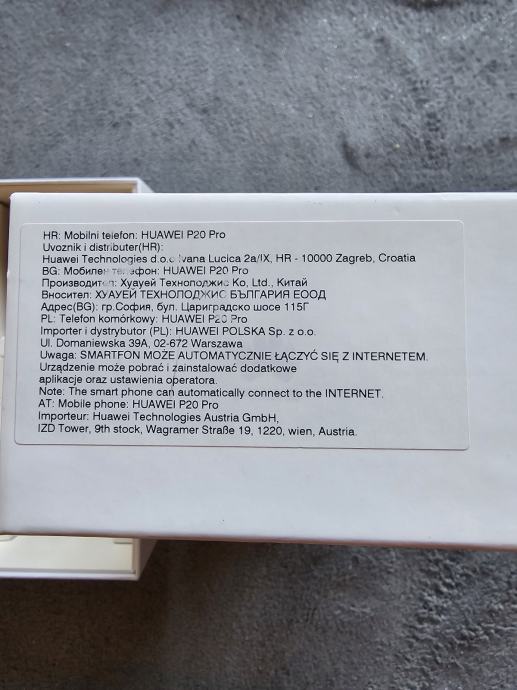 HR: Mobilni telefon: HUAWEI P20 Pro
Uvoznik i distributer(HR):
Huawei Technologies d.o.o Ivana Lucica 2a/IX, HR - 10000 Zagreb, Croatia
BG: Мобилен телефон: HUAWEI P20 Pro
Производител: Хуауей Техноподжис Ко, Ltd., Китай
Вносител: ХУАУЕЙ ТЕХНОПОДЖИС БЪЛГАРИЯ ЕООД
Адрес(BG): гр.София, бул. Цариградско шосе 115Г
PL: Telefon komórkowy: HUAWEI P20 Pro
Importer i dystrybutor (PL): HUAWEI POLSKA Sp. z o.o.
Ul. Domaniewska 39A, 02-672 Warszawa
Uwaga: SMARTFON MOŻE AUTOMATYCZNIE ŁĄCZYĆ SIĘ Z INTERNETEM.
Urządzenie może pobrać i zainstalować dodatkowe
aplikacje oraz ustawienia operatora.
Note: The smart phone can automatically connect to the INTERNET.
AT: Mobile phone: HUAWEI P20 Pro
Importeur: Huawei Technologies Austria GmbH,
IZD Tower, 9th stock, Wagramer Straße 19, 1220, wien, Austria.